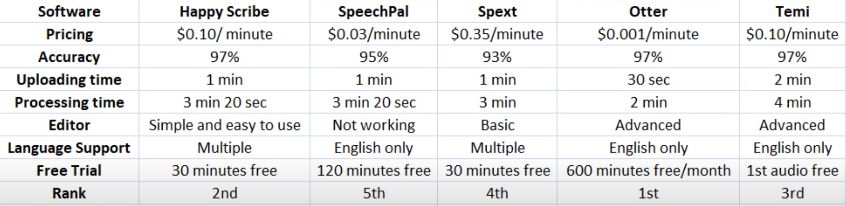 Software Happy Scribe SpeechPal Spext Otter Temi
Pricing $0.10/ minute $0.03/minute $0.35/minute $0.001/minute $0.10/minute
Accuracy 97% 95% 93% 97% 97%
Uploading time 1 min 1 min 1 min 30 sec 2 min
Processing time 3 min 20 sec 3 min 20 sec 3 min 2 min 4 min
Editor Simple and easy to use Not working Basic Advanced Advanced
Language Support Multiple English only Multiple English only English only
Free Trial 30 minutes free 120 minutes free 30 minutes free 600 minutes free/month 1st audio free
Rank 2nd 5th 4th 1st 3rd